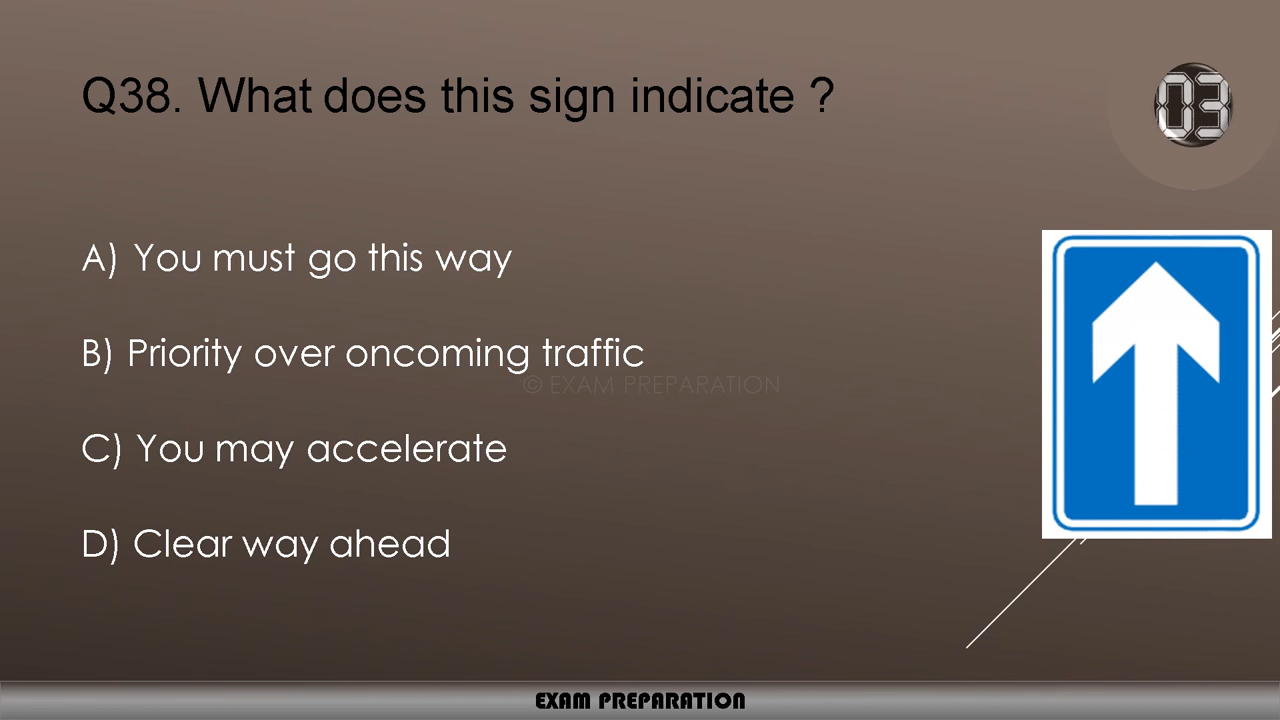 Q38. What does this sign indicate ?
03
A) You must go this way
B) Priority over oncoming traffic
© EXAM PREPARATION
C) You may accelerate
D) Clear way ahead
EXAM PREPARATION